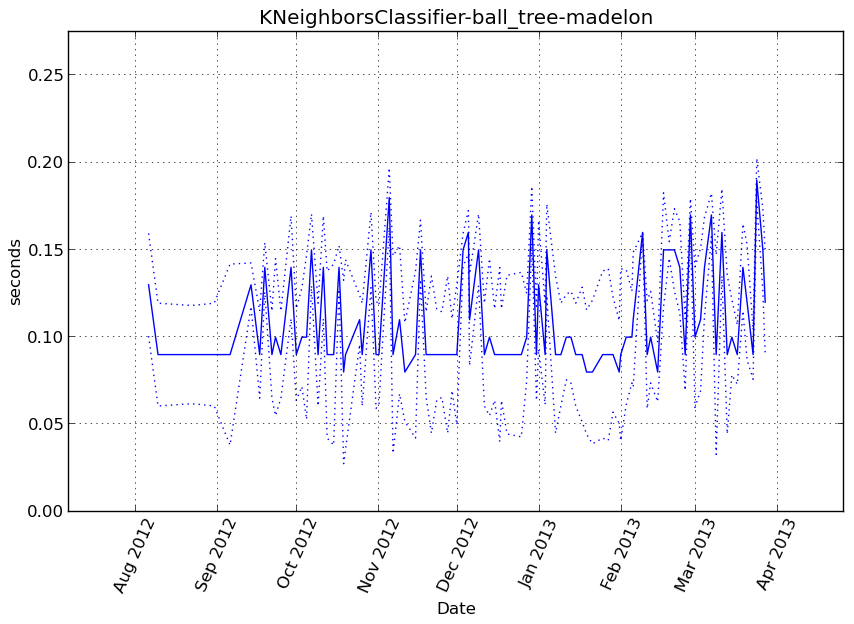 KNeighborsClassifier-ball_tree-madelon
seconds
0.25
0.20
0.15
0.10
0.05
0.00
Aug 2012
Sep 2012
Oct 2012
Nov 2012
Dec 2012
Jan 2013
Feb 2013
Mar 2013
Apr 2013
Date